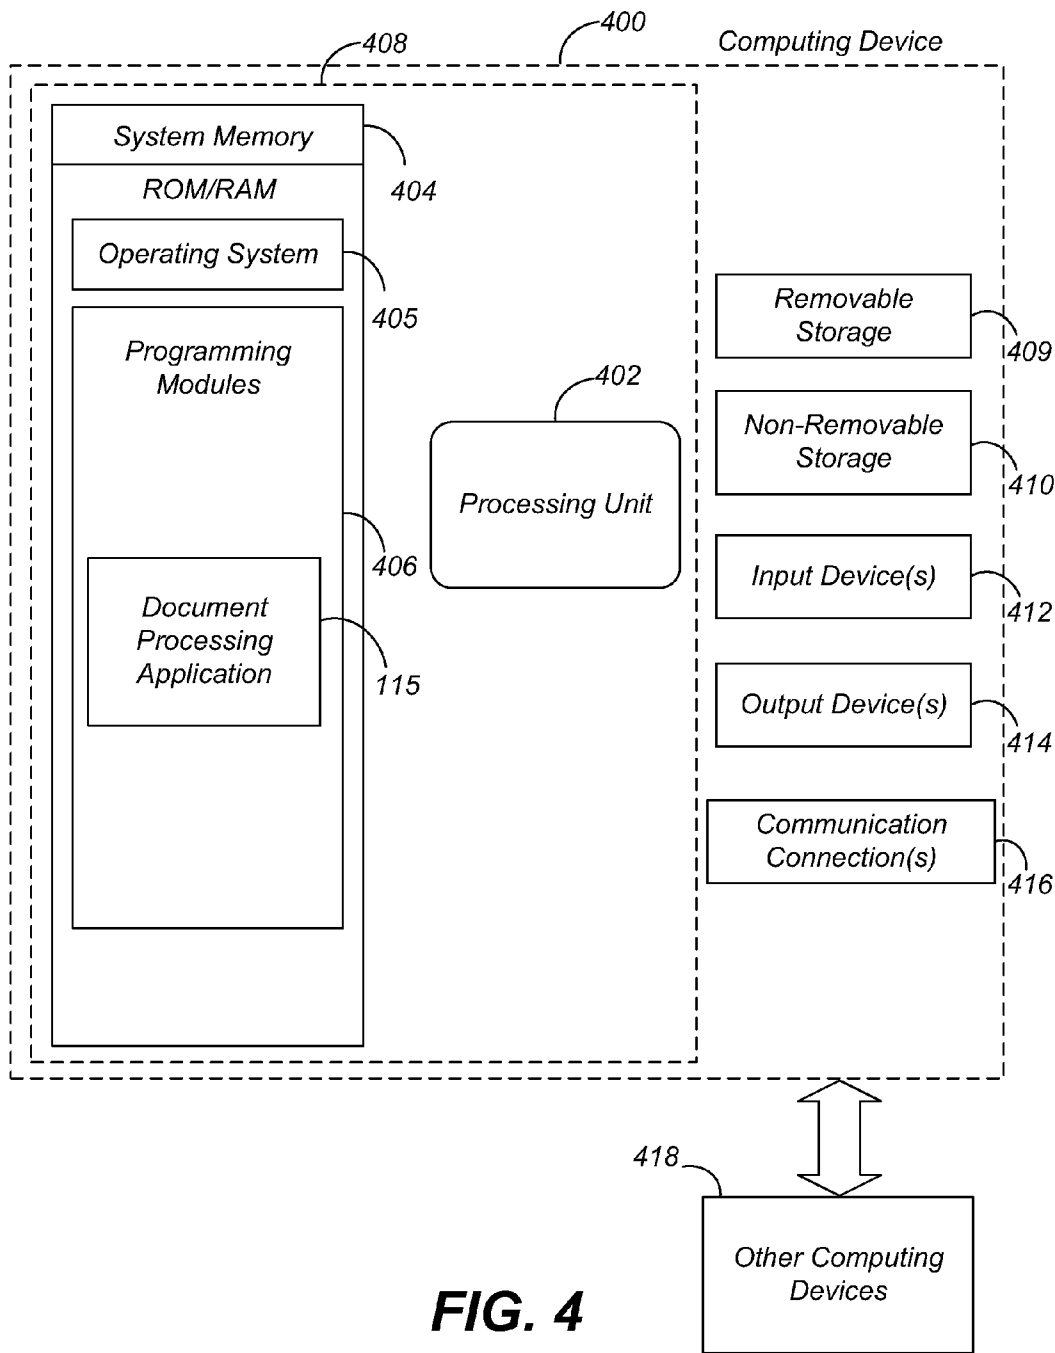 400
Computing Device
408
System Memory
404
ROM/RAM
Operating System
405
Programming
Modules
406
Document
Processing
Application
115
402
Processing Unit
Removable
Storage
409
Non-Removable
Storage
410
Input Device(s)
412
Output Device(s)
414
Communication
Connection(s)
416
418
Other Computing
Devices
FIG. 4